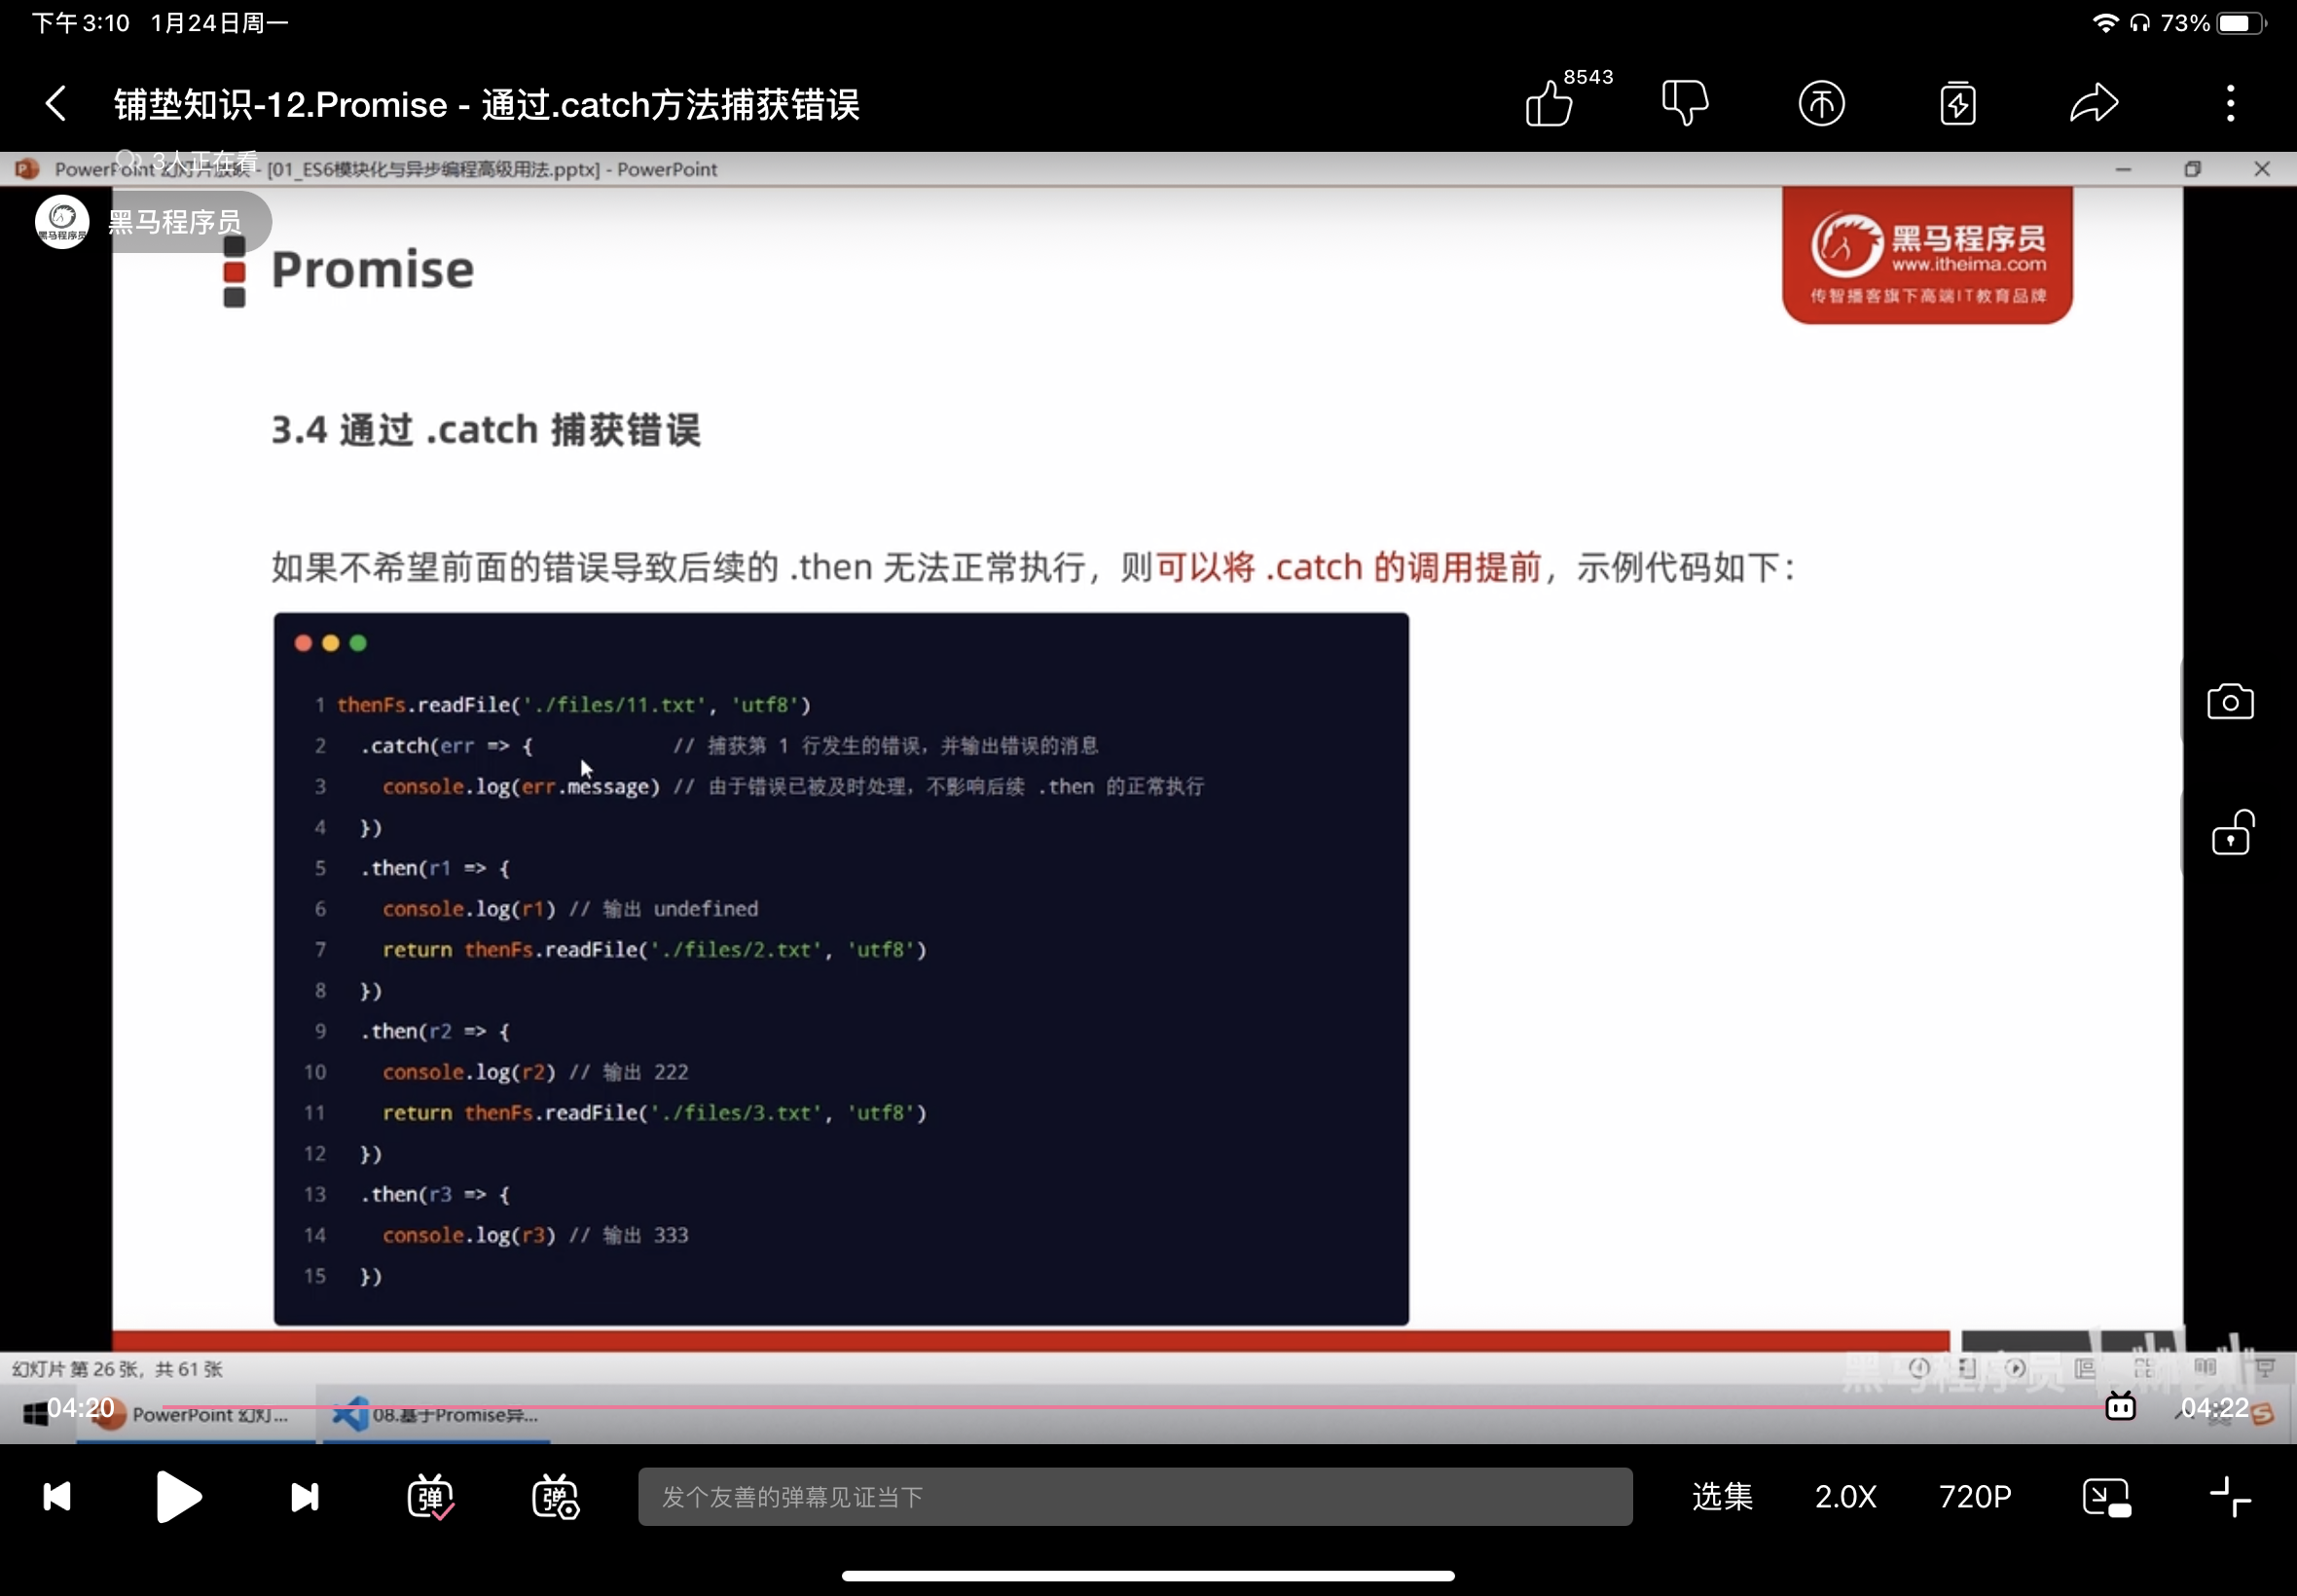 下午3:10 1月24日周一
73%
铺垫知识-12.Promise - 通过.catch方法捕获错误
8543
3人正在看
PowerPoint 幻灯片放映 - [01_ES6模块化与异步编程高级用法.pptx] - PowerPoint
黑马程序员
黑马程序员
Promise
黑马程序员
www.itheima.com
传智播客旗下高端IT教育品牌
3.4 通过 .catch 捕获错误
如果不希望前面的错误导致后续的 .then 无法正常执行，则可以将 .catch 的调用提前，示例代码如下：
1 thenFs.readFile('./files/11.txt', 'utf8')
2 .catch(err => { // 捕获第 1 行发生的错误，并输出错误的消息
3 console.log(err.message) // 由于错误已被及时处理，不影响后续 .then 的正常执行
4 })
5 .then(r1 => {
6 console.log(r1) // 输出 undefined
7 return thenFs.readFile('./files/2.txt', 'utf8')
8 })
9 .then(r2 => {
10 console.log(r2) // 输出 222
11 return thenFs.readFile('./files/3.txt', 'utf8')
12 })
13 .then(r3 => {
14 console.log(r3) // 输出 333
15 })
幻灯片 第 26 张，共 61 张
黑马程序员
04:20
PowerPoint 幻灯...
08.基于Promise异...
04:22
弹
弹
发个友善的弹幕见证当下
选集
2.0X
720P